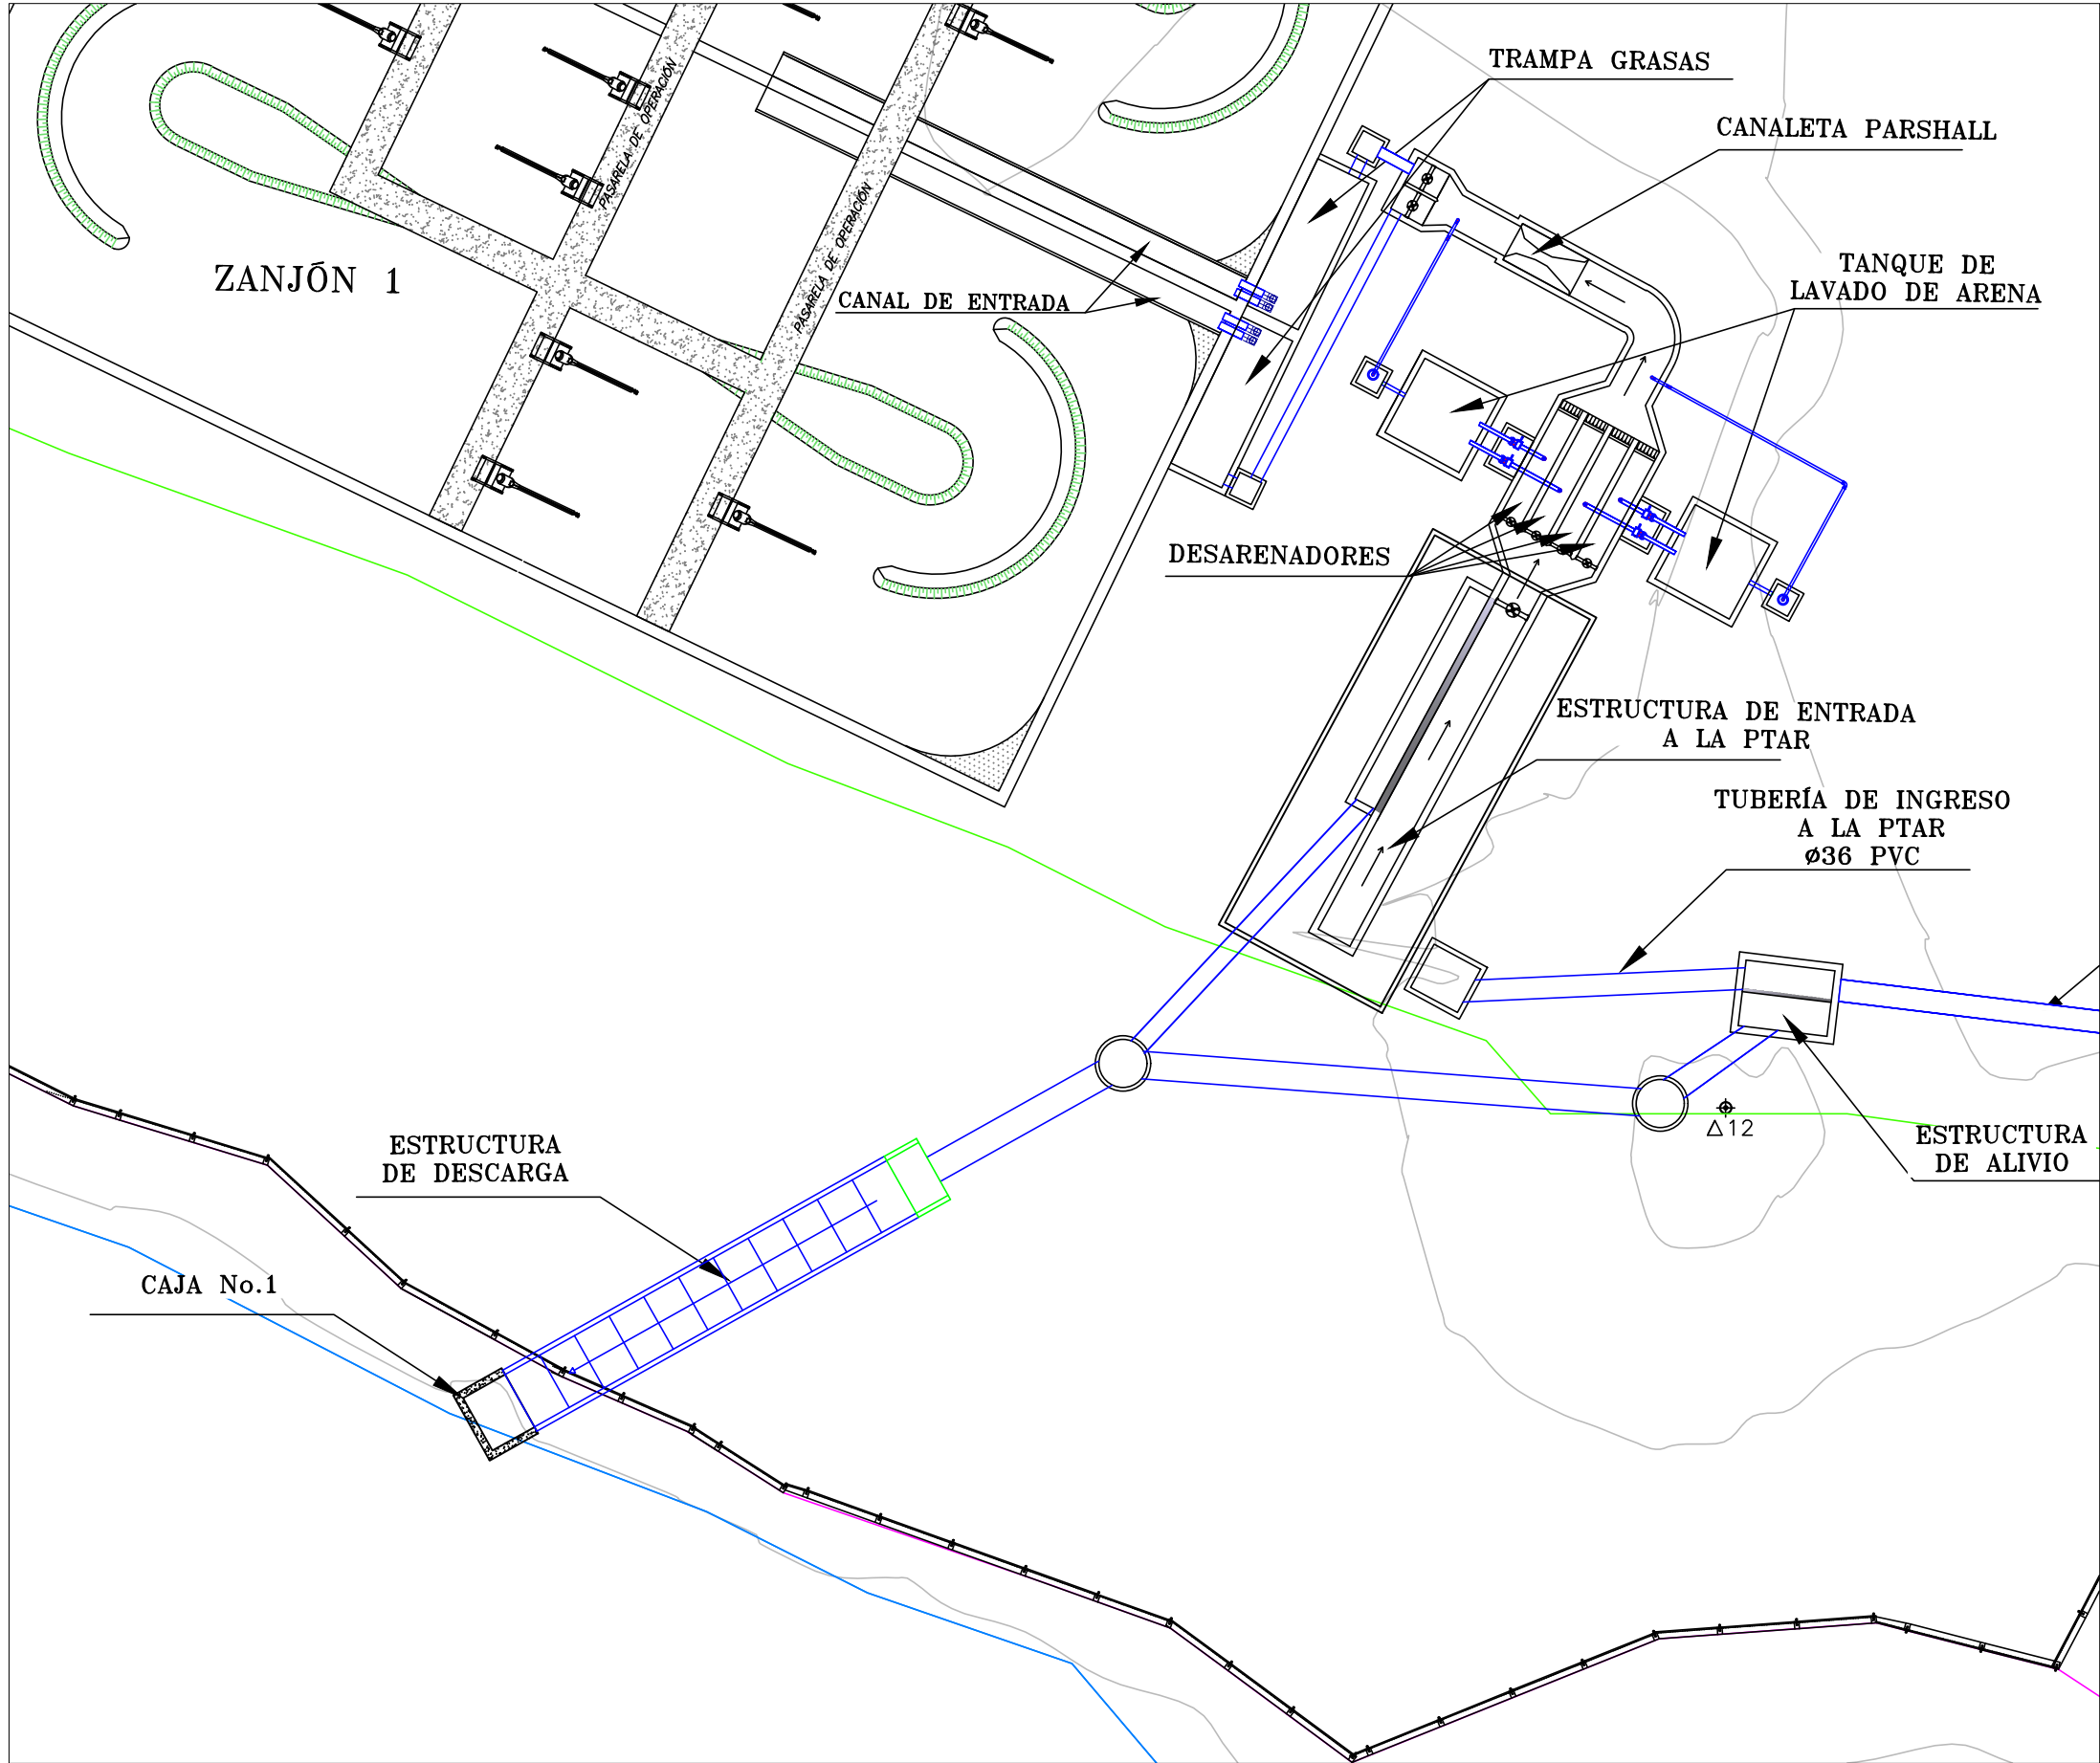 TRAMPA GRASAS
CANALETA PARSHALL
PASARELA DE OPERACIÓN
PASARELA DE OPERACIÓN
ZANJÓN 1
CANAL DE ENTRADA
TANQUE DE
LAVADO DE ARENA
DESARENADORES
ESTRUCTURA DE ENTRADA
A LA PTAR
TUBERÍA DE INGRESO
A LA PTAR
ø36 PVC
△12
ESTRUCTURA
DE ALIVIO
ESTRUCTURA
DE DESCARGA
CAJA No.1